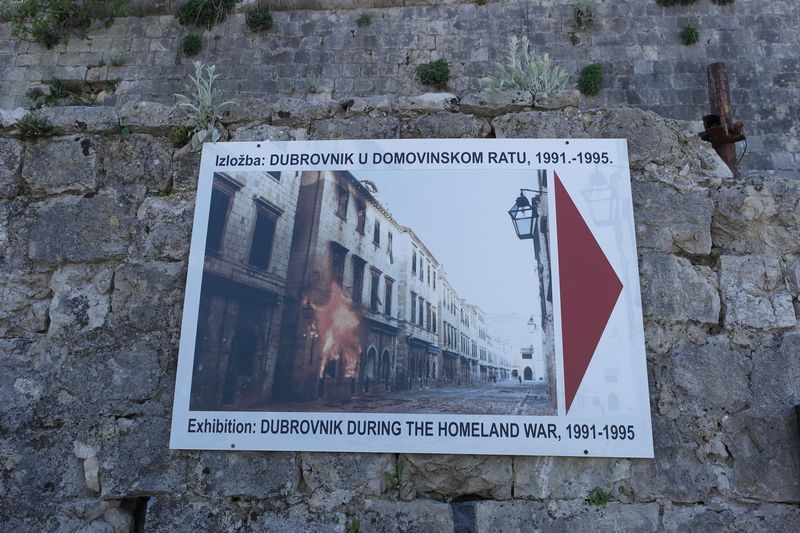 Izložba: DUBROVNIK U DOMOVINSKOM RATU, 1991.-1995.
Exhibition: DUBROVNIK DURING THE HOMELAND WAR, 1991-1995